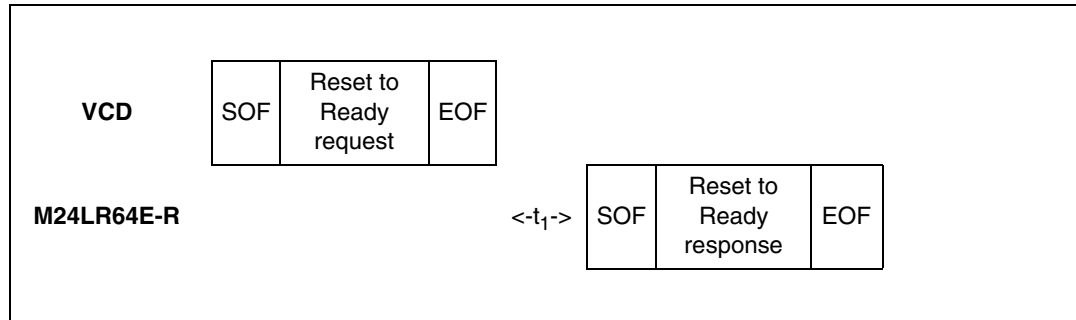 VCD SOF Reset to Ready request EOF
M24LR64E-R <-t₁-> SOF Reset to Ready response EOF